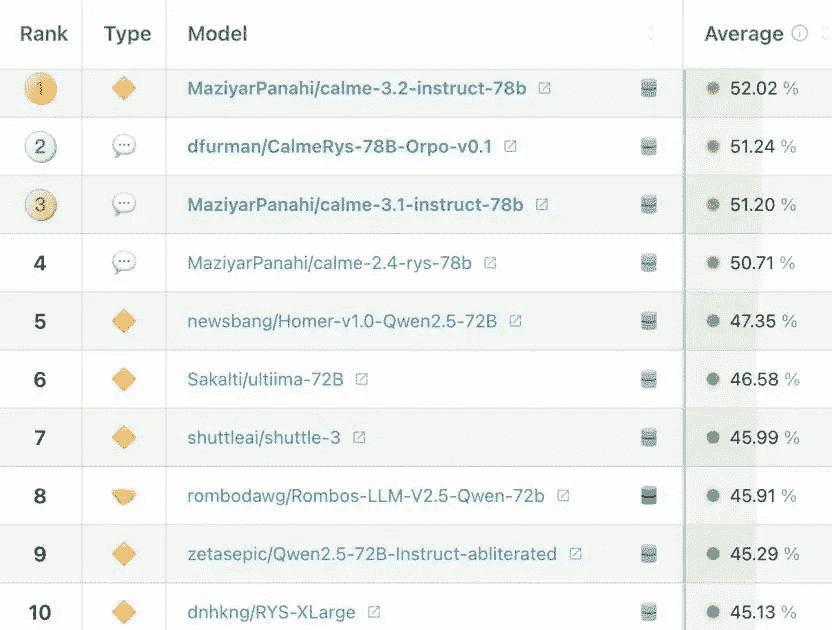 Rank Type Model Average
1 MaziyarPanahi/calme-3.2-instruct-78b 52.02 %
2 dfurman/CalmeRys-78B-Orpo-v0.1 51.24 %
3 MaziyarPanahi/calme-3.1-instruct-78b 51.20 %
4 MaziyarPanahi/calme-2.4-rys-78b 50.71 %
5 newsbang/Homer-v1.0-Qwen2.5-72B 47.35 %
6 Sakalti/ultiima-72B 46.58 %
7 shuttleai/shuttle-3 45.99 %
8 rombodawg/Rombos-LLM-V2.5-Qwen-72b 45.91 %
9 zetasepic/Qwen2.5-72B-Instruct-abliterated 45.29 %
10 dnhkng/RYS-XLarge 45.13 %